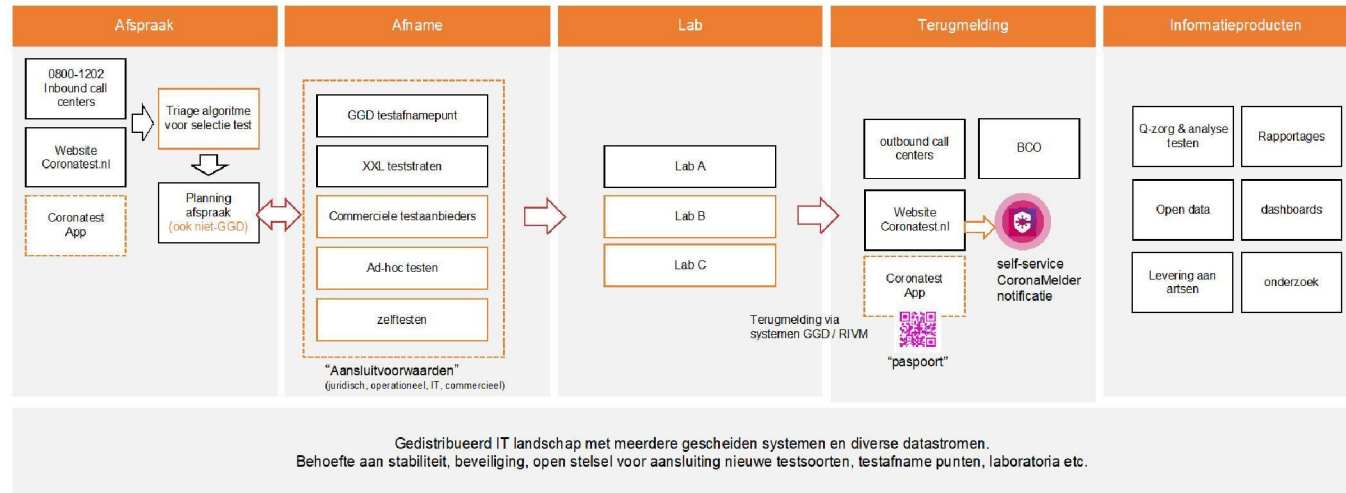 Afspraak
0800-1202
Inbound call
centers
Website
Coronatest.nl
Coronatest
App
Triage algoritme
voor selectie test
Planning
afspraak
(ook niet-GGD)
Afname
GGD testafnamepunt
XXL teststraten
Commerciele testaanbieders
Ad-hoc testen
zelftesten
"Aansluitvoorwaarden"
(juridisch, operationeel, IT, commercieel)
Lab
Lab A
Lab B
Lab C
Terugmelding via
systemen GGD / RIVM
Terugmelding
outbound call
centers
BCO
Website
Coronatest.nl
Coronatest
App
"paspoort"
self-service
CoronaMelder
notificatie
Informatieproducten
Q-zorg & analyse
testen
Rapportages
Open data
dashboards
Levering aan
artsen
onderzoek
Gedistribueerd IT landschap met meerdere gescheiden systemen en diverse datastromen.
Behoefte aan stabiliteit, beveiliging, open stelsel voor aansluiting nieuwe testsoorten, testafname punten, laboratoria etc.